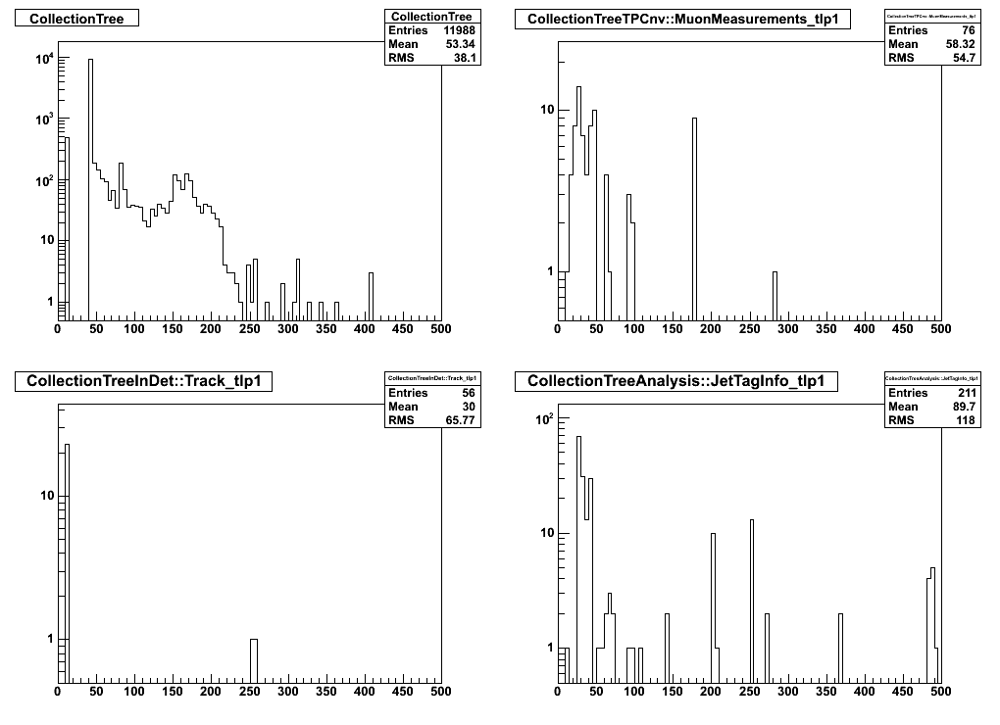 CollectionTree
CollectionTree
Entries 11988
Mean 53.34
RMS 38.1
10^4
10^3
10^2
10
1
0 50 100 150 200 250 300 350 400 450 500
CollectionTreeTPCnv::MuonMeasurements_tlp1
CollectionTreeTPCnv::MuonMeasurements_tlp1
Entries 76
Mean 58.32
RMS 54.7
10
1
0 50 100 150 200 250 300 350 400 450 500
CollectionTreeInDet::Track_tlp1
CollectionTreeInDet::Track_tlp1
Entries 56
Mean 30
RMS 65.77
10
1
0 50 100 150 200 250 300 350 400 450 500
CollectionTreeAnalysis::JetTagInfo_tlp1
CollectionTreeAnalysis::JetTagInfo_tlp1
Entries 211
Mean 89.7
RMS 118
10^2
10
1
0 50 100 150 200 250 300 350 400 450 500